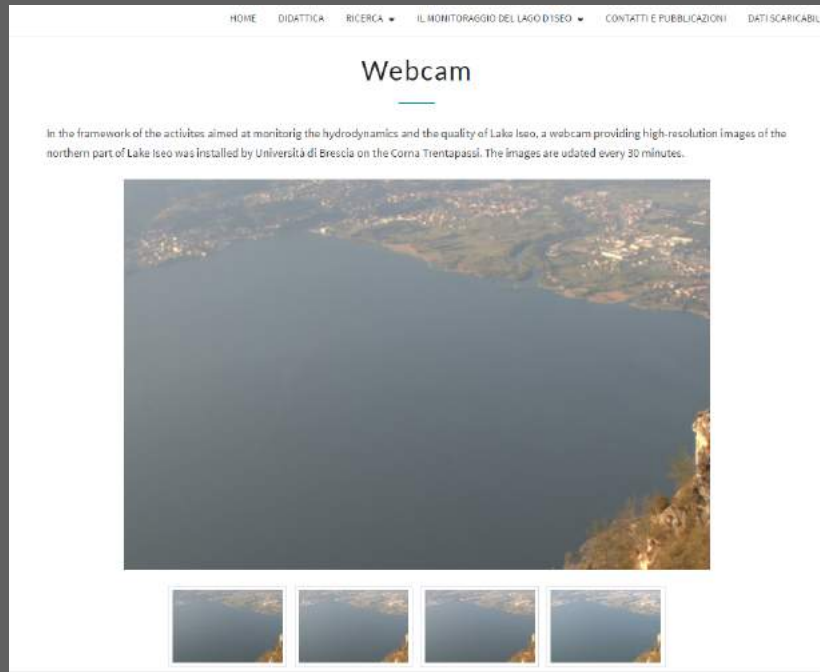 HOME DIDATTICA RICERCA IL MONITORAGGIO DEL LAGO D'ISEO CONTATTI E PUBBLICAZIONI DATI SCARICABIL
Webcam
In the framework of the activites aimed at monitorig the hydrodynamics and the quality of Lake Iseo, a webcam providing high-resolution images of the
northern part of Lake Iseo was installed by Università di Brescia on the Corna Trentapassi. The images are udated every 30 minutes.